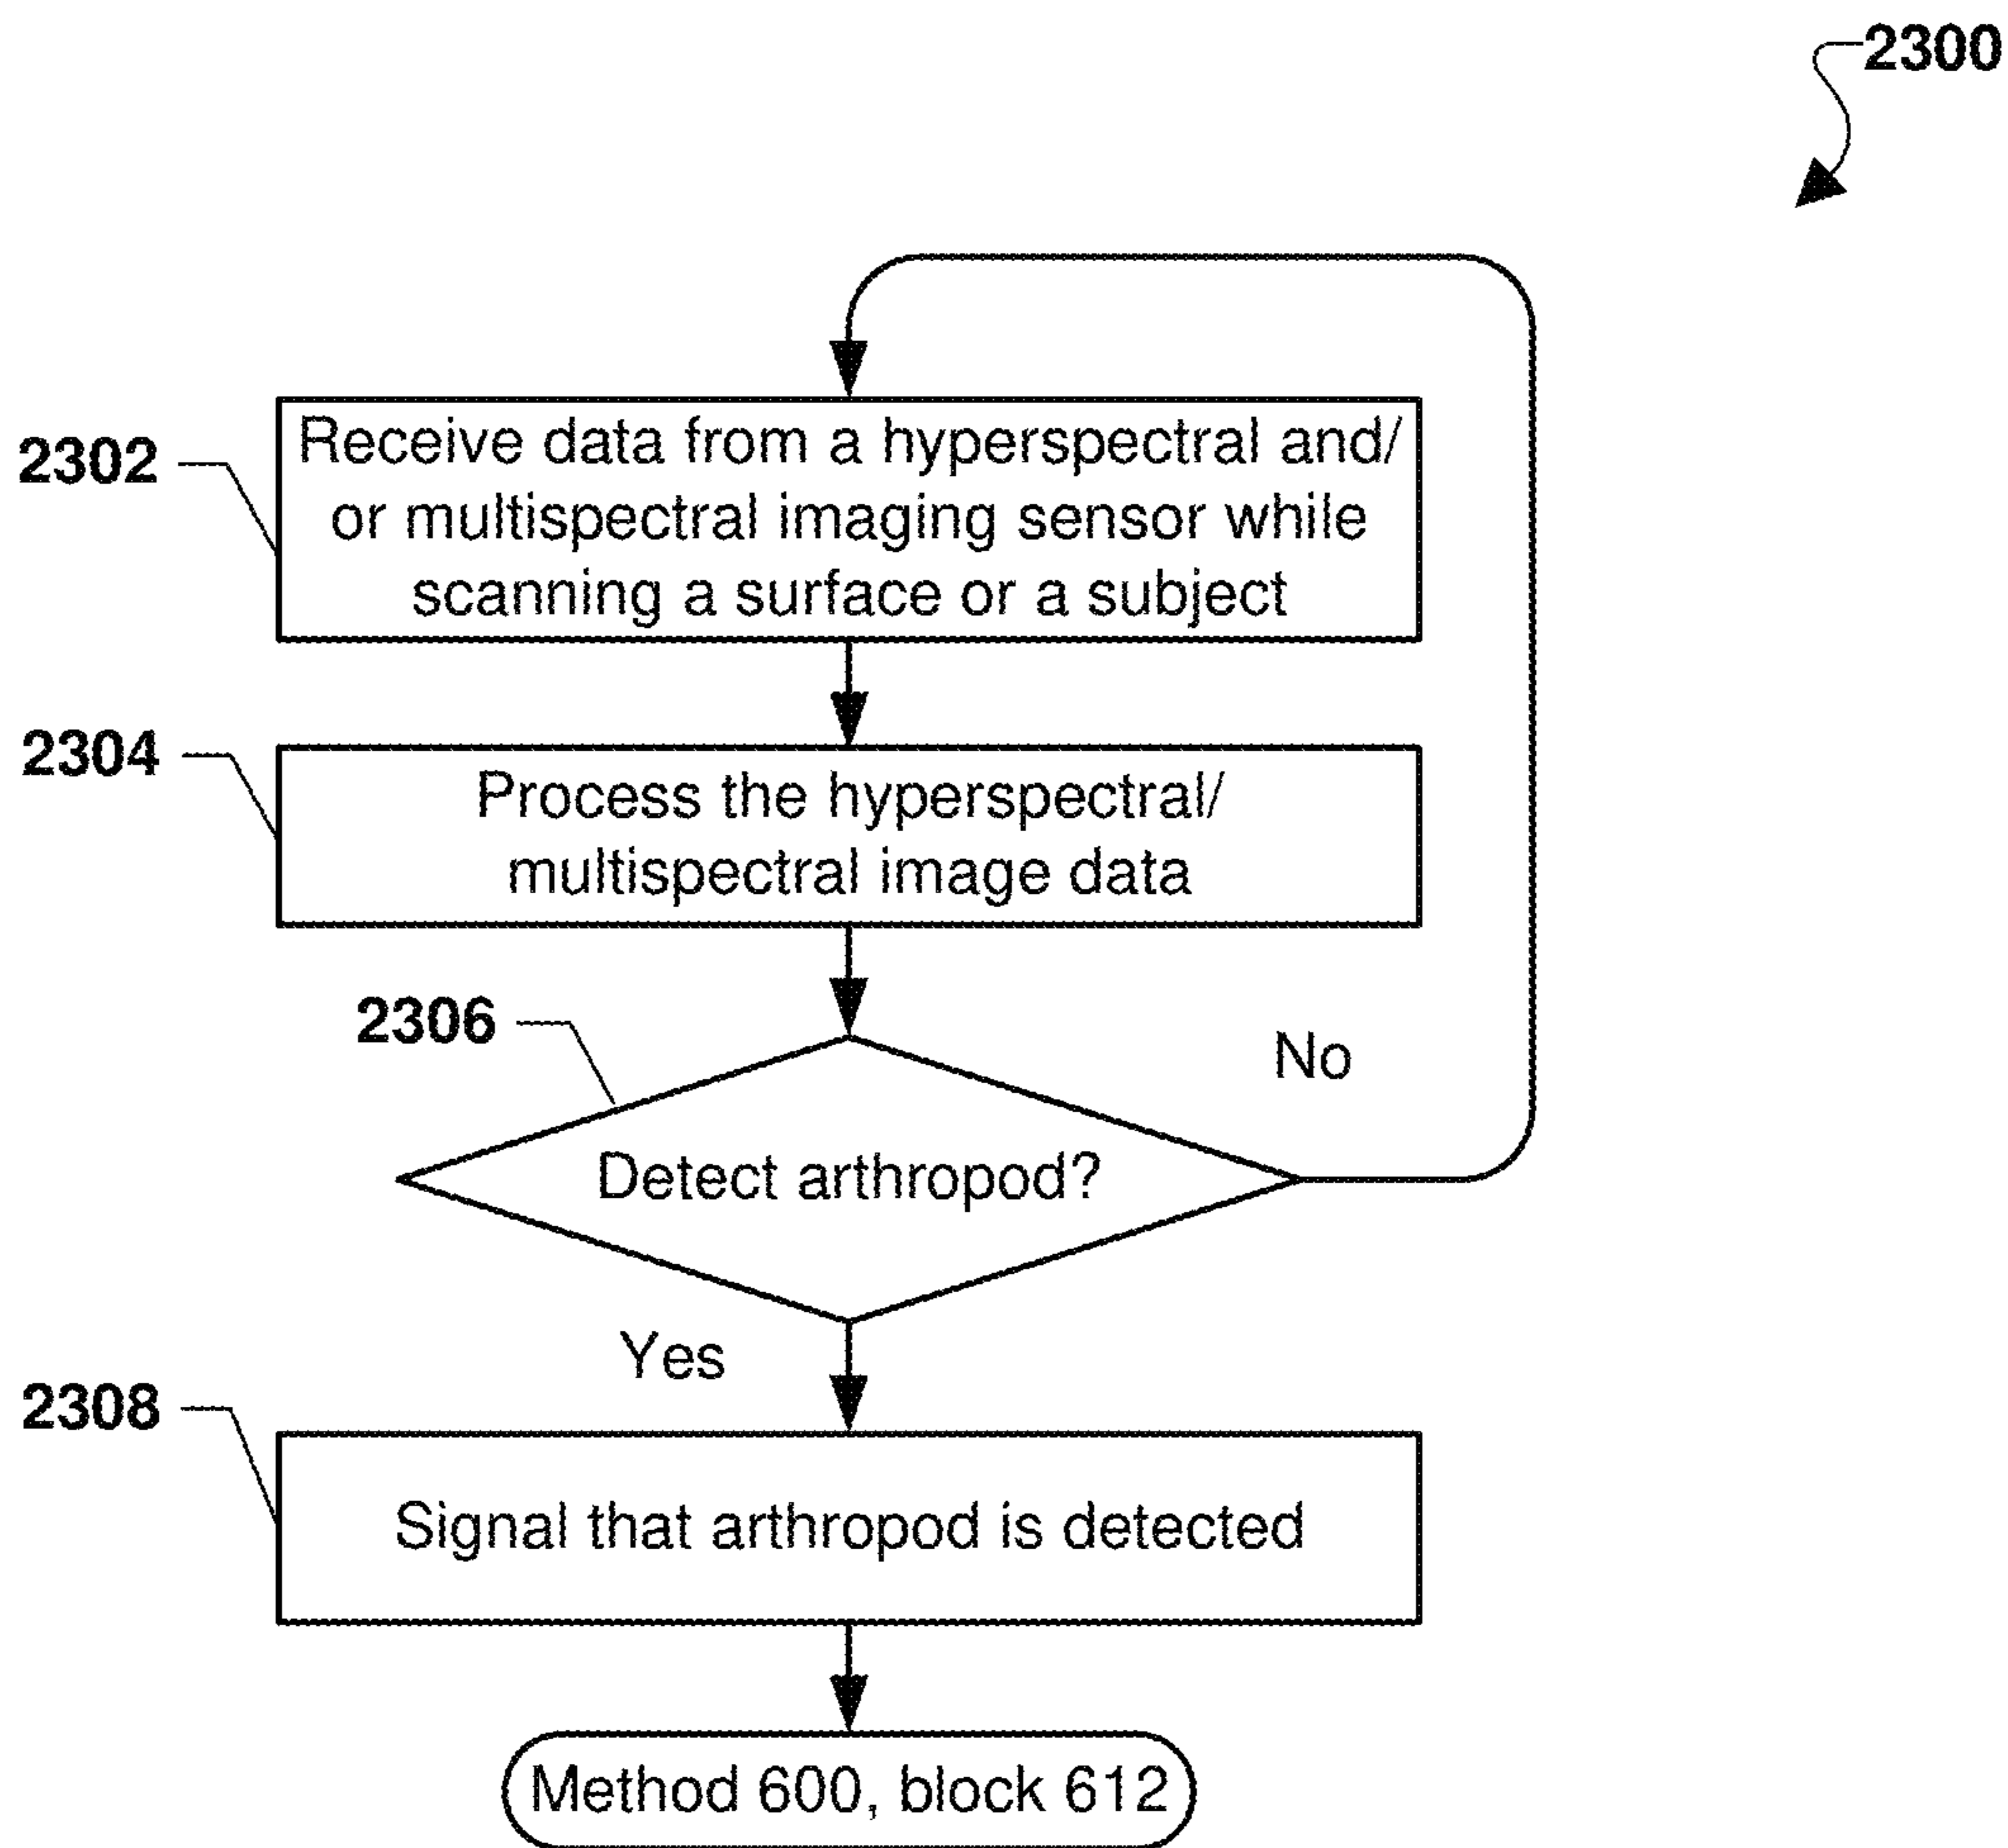 2300
2302
Receive data from a hyperspectral and/
or multispectral imaging sensor while
scanning a surface or a subject
2304
Process the hyperspectral/
multispectral image data
2306
No
Detect arthropod?
Yes
2308
Signal that arthropod is detected
Method 600, block 612